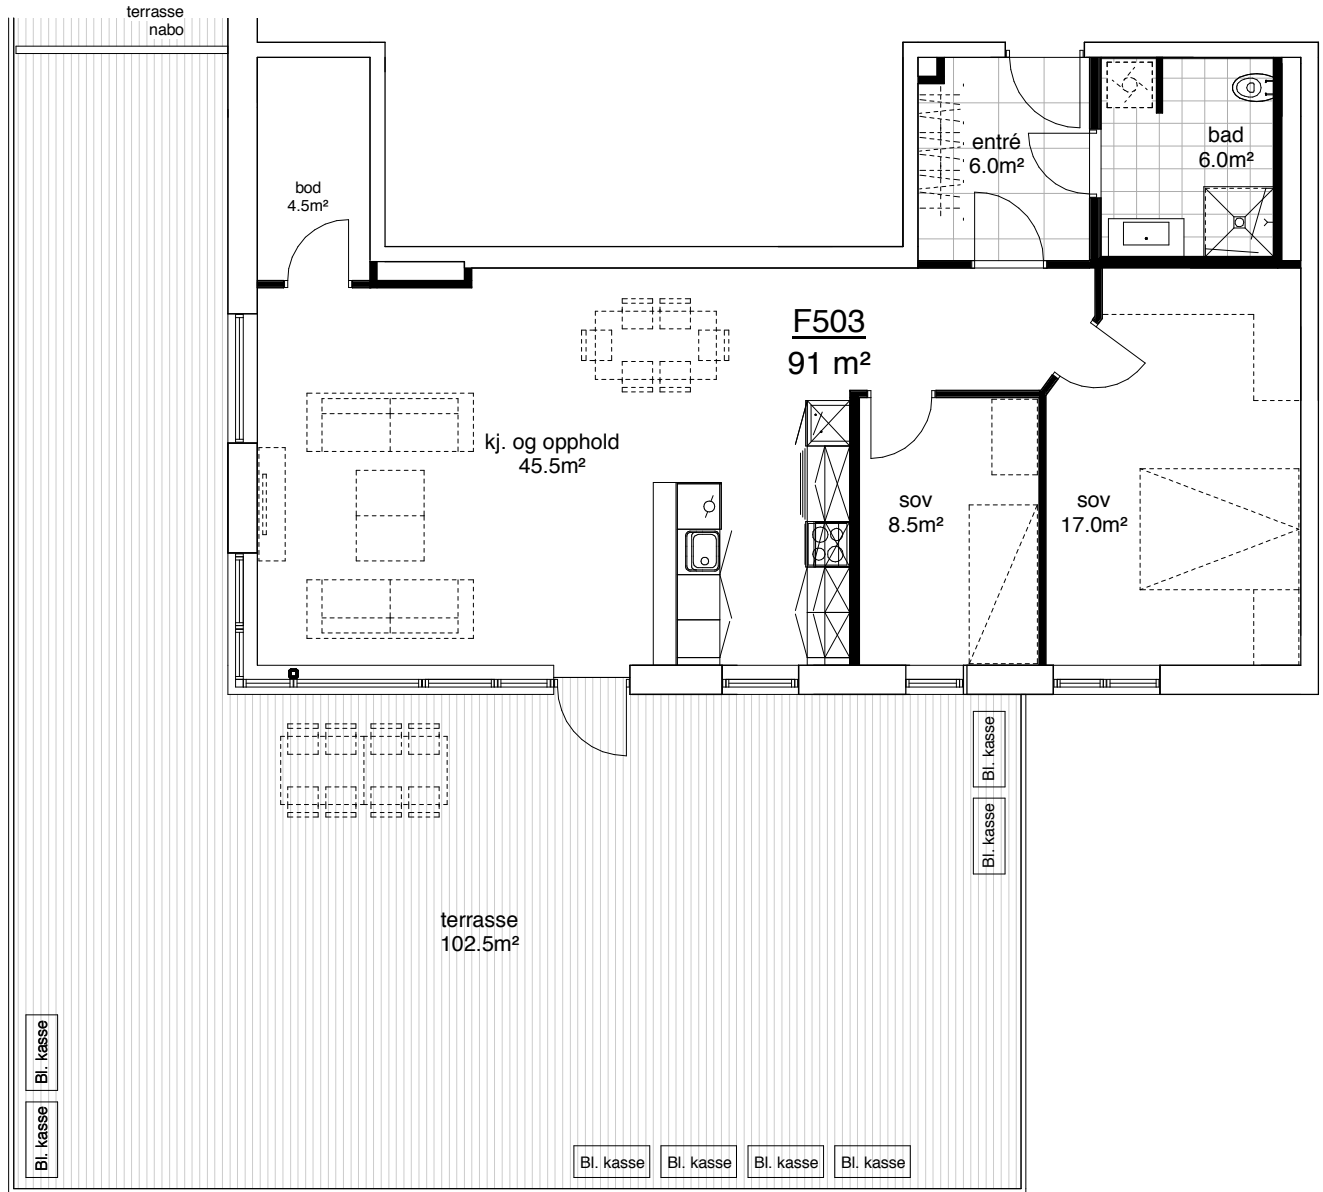 terrasse
nabo
entré
6.0m²
bad
6.0m²
bod
4.5m²
F503
91 m²
kj. og opphold
45.5m²
sov
8.5m²
sov
17.0m²
Bl. kasse
Bl. kasse
terrasse
102.5m²
Bl. kasse
Bl. kasse
Bl. kasse
Bl. kasse
Bl. kasse
Bl. kasse